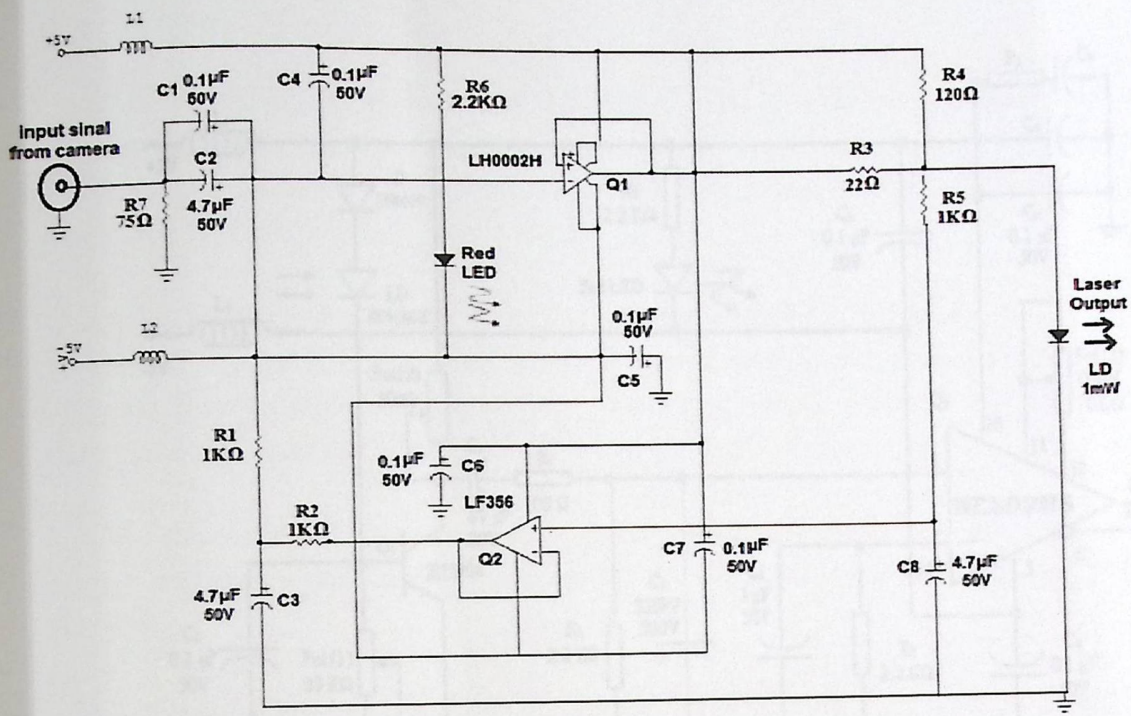 L1
+5V
C1
0.1µF
50V
C4
0.1µF
50V
R6
2.2KΩ
R4
120Ω
Input sinal
from camera
C2
4.7µF
50V
R7
75Ω
LH0002H
Q1
R3
22Ω
R5
1KΩ
Red
LED
Laser
Output
LD
1mW
-5V
L2
0.1µF
50V
C5
R1
1KΩ
0.1µF
50V
C6
LF356
R2
1KΩ
Q2
+
-
C7
0.1µF
50V
C8
4.7µF
50V
4.7µF
50V
C3